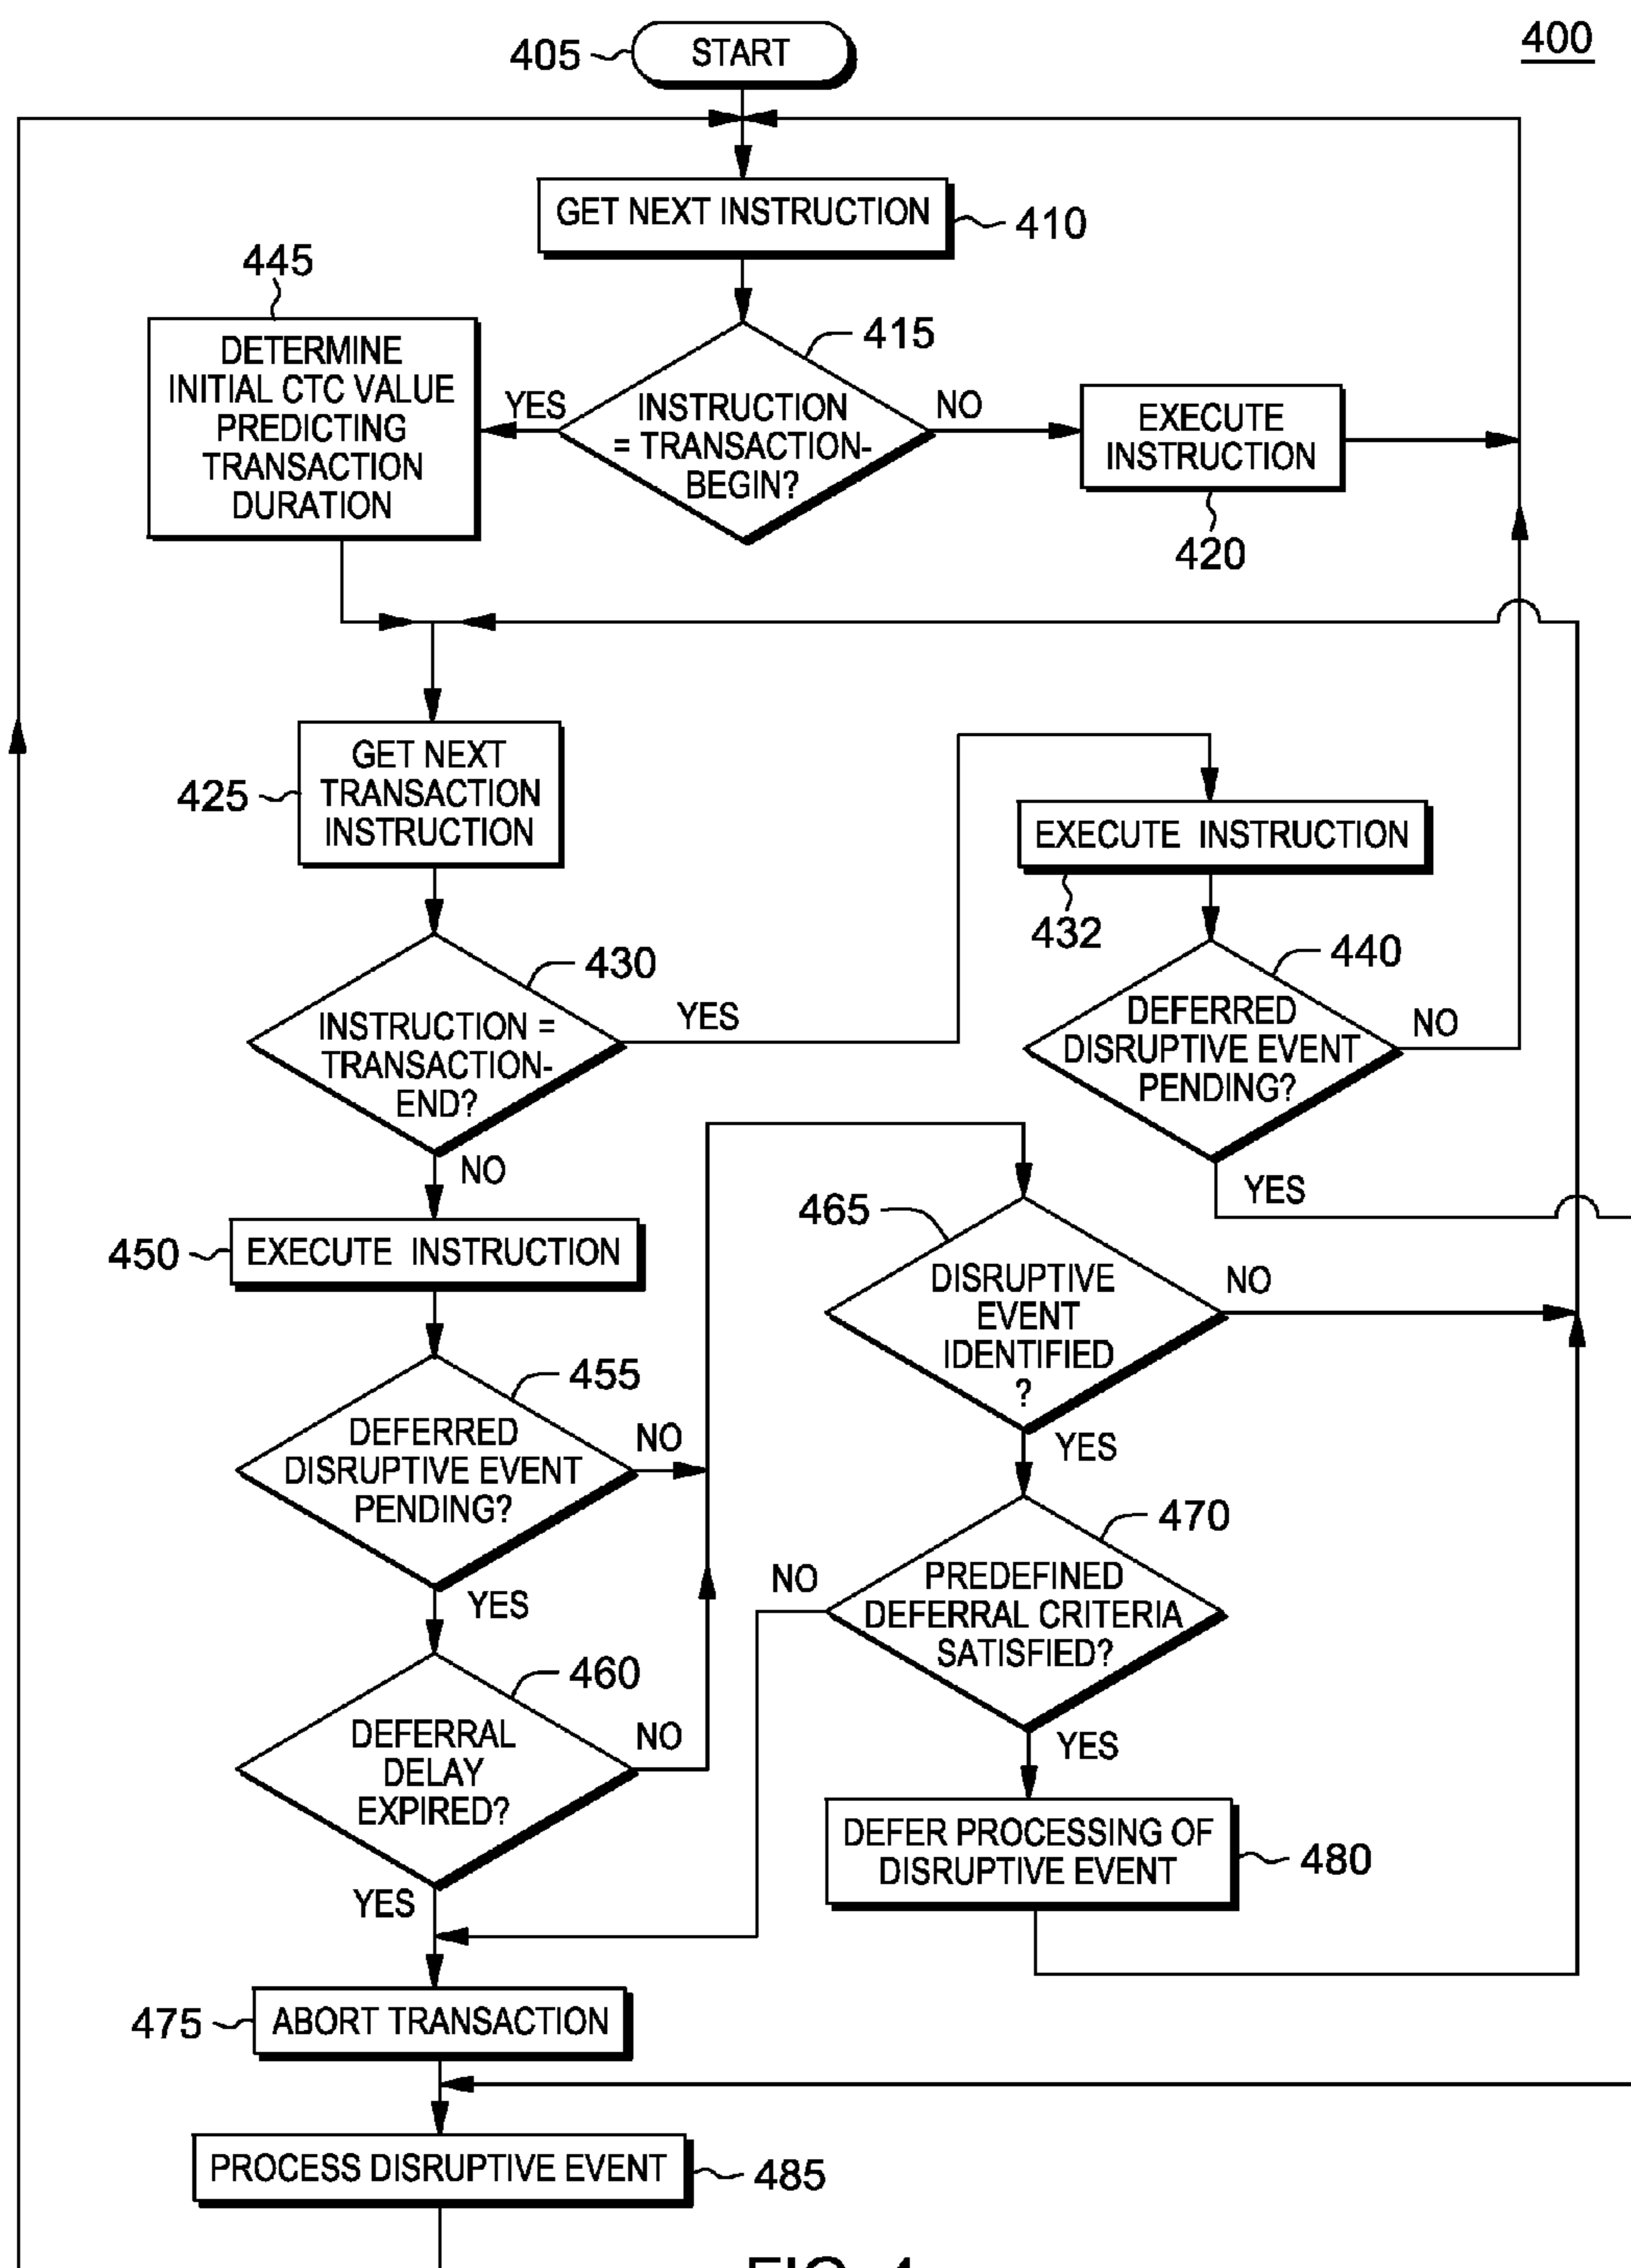 400
405
START
GET NEXT INSTRUCTION
410
445
DETERMINE
INITIAL CTC VALUE
PREDICTING
TRANSACTION
DURATION
415
YES
INSTRUCTION
= TRANSACTION-
BEGIN?
NO
EXECUTE
INSTRUCTION
420
425
GET NEXT
TRANSACTION
INSTRUCTION
EXECUTE INSTRUCTION
432
430
INSTRUCTION =
TRANSACTION-
END?
YES
NO
440
DEFERRED
DISRUPTIVE EVENT
PENDING?
NO
YES
450
EXECUTE INSTRUCTION
465
DISRUPTIVE
EVENT
IDENTIFIED
?
NO
YES
455
DEFERRED
DISRUPTIVE EVENT
PENDING?
NO
YES
470
PREDEFINED
DEFERRAL CRITERIA
SATISFIED?
NO
YES
460
DEFERRAL
DELAY
EXPIRED?
NO
YES
DEFER PROCESSING OF
DISRUPTIVE EVENT
480
475
ABORT TRANSACTION
PROCESS DISRUPTIVE EVENT
485